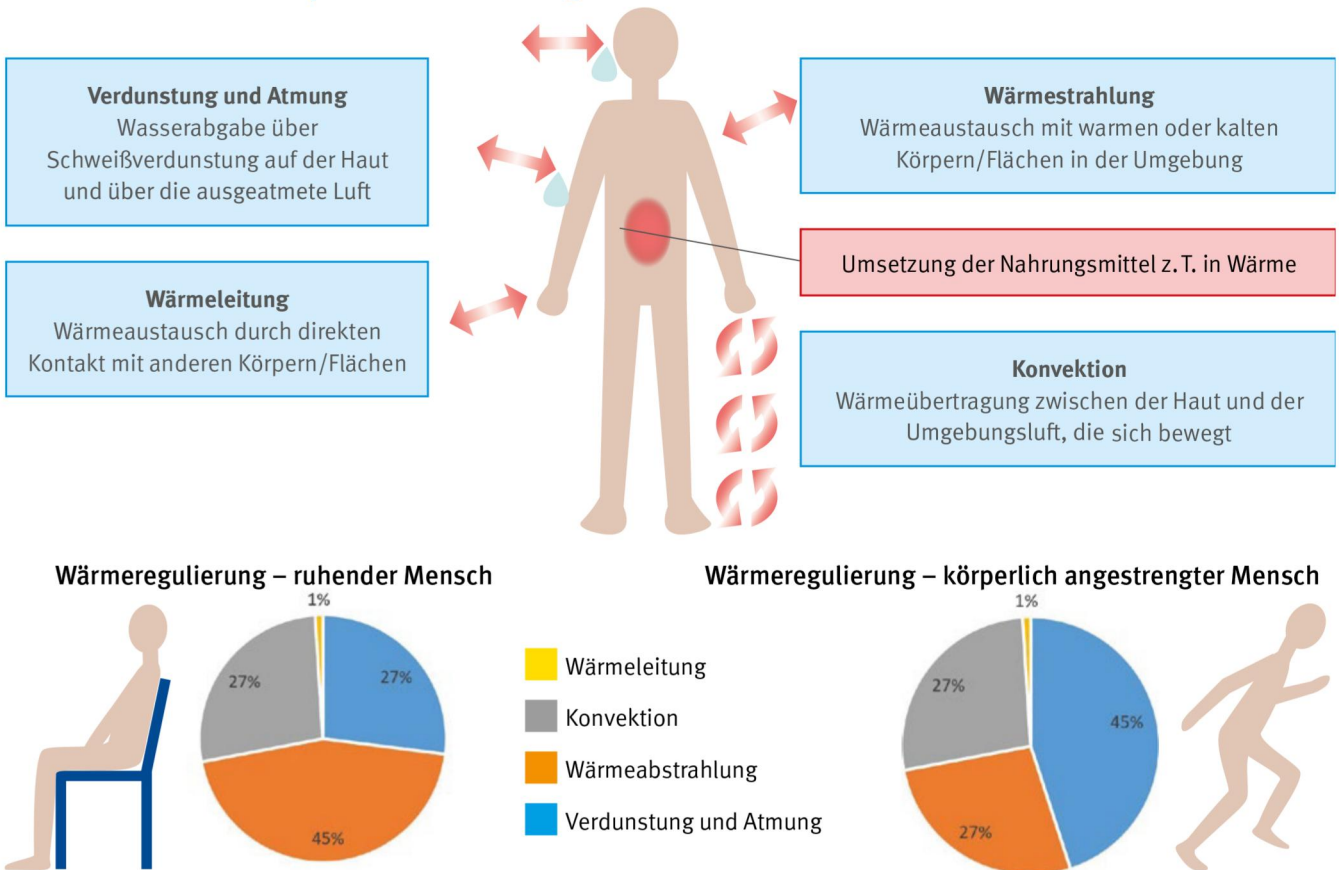 Verdunstung und Atmung
Wasserabgabe über
Schweißverdunstung auf der Haut
und über die ausgeatmete Luft
Wärmestrahlung
Wärmeaustausch mit warmen oder kalten
Körpern/Flächen in der Umgebung
Umsetzung der Nahrungsmittel z. T. in Wärme
Wärmeleitung
Wärmeaustausch durch direkten
Kontakt mit anderen Körpern/Flächen
Konvektion
Wärmeübertragung zwischen der Haut und der
Umgebungsluft, die sich bewegt
Wärmeregulierung – ruhender Mensch
1%
27%
27%
45%
Wärmeleitung
Konvektion
Wärmeabstrahlung
Verdunstung und Atmung
Wärmeregulierung – körperlich angestrengter Mensch
1%
27%
45%
27%